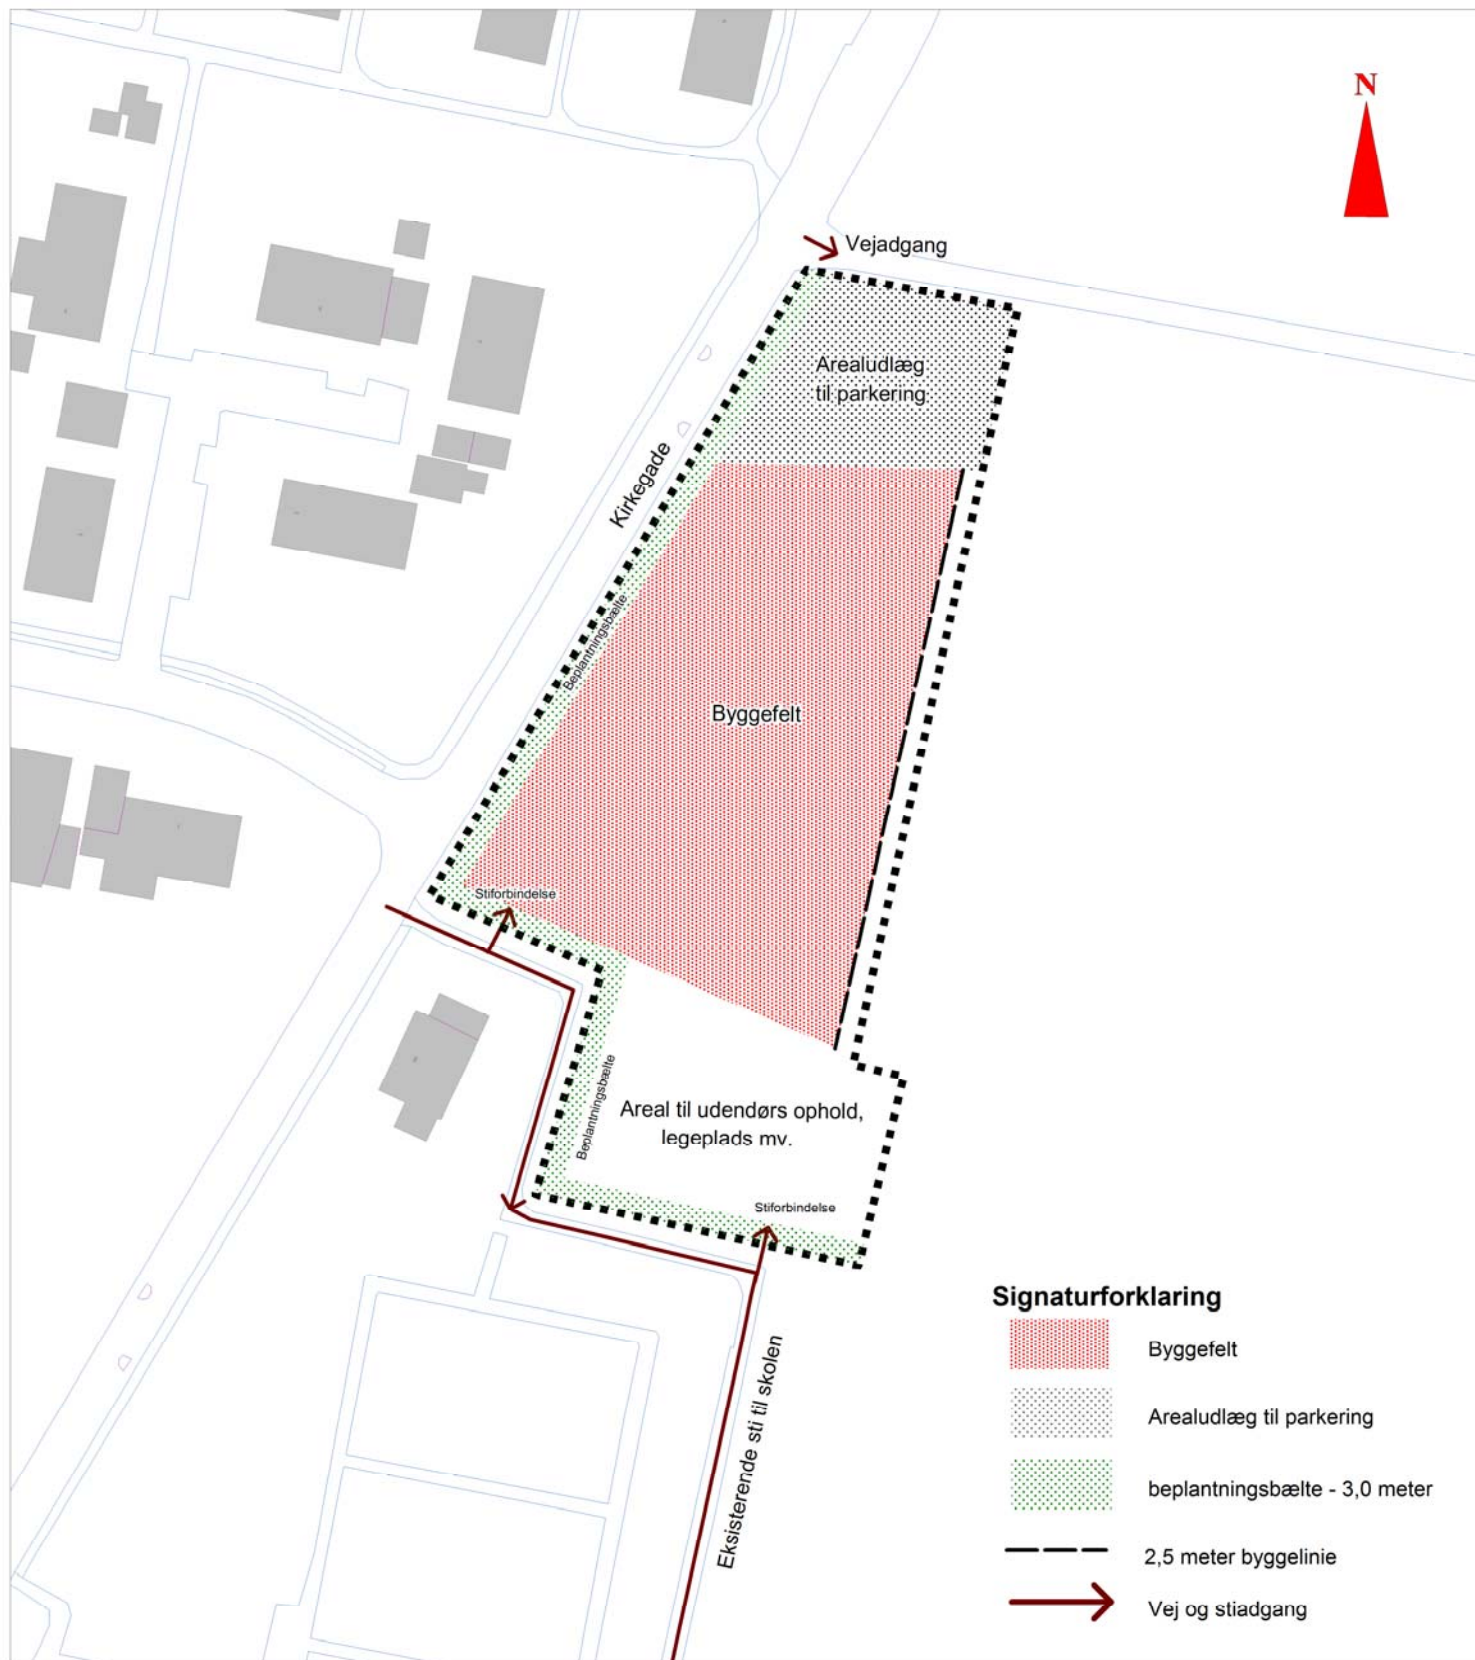 N
Vejadgang
Arealudlæg
til parkering
Kirkegade
Beplantningsbælte
Byggefelt
Stiforbindelse
Beplantningsbælte
Areal til udendørs ophold,
legeplads mv.
Stiforbindelse
Eksisterende sti til skolen
Signaturforklaring
Byggefelt
Arealudlæg til parkering
beplantningsbælte - 3,0 meter
2,5 meter byggelinie
Vej og stiadgang